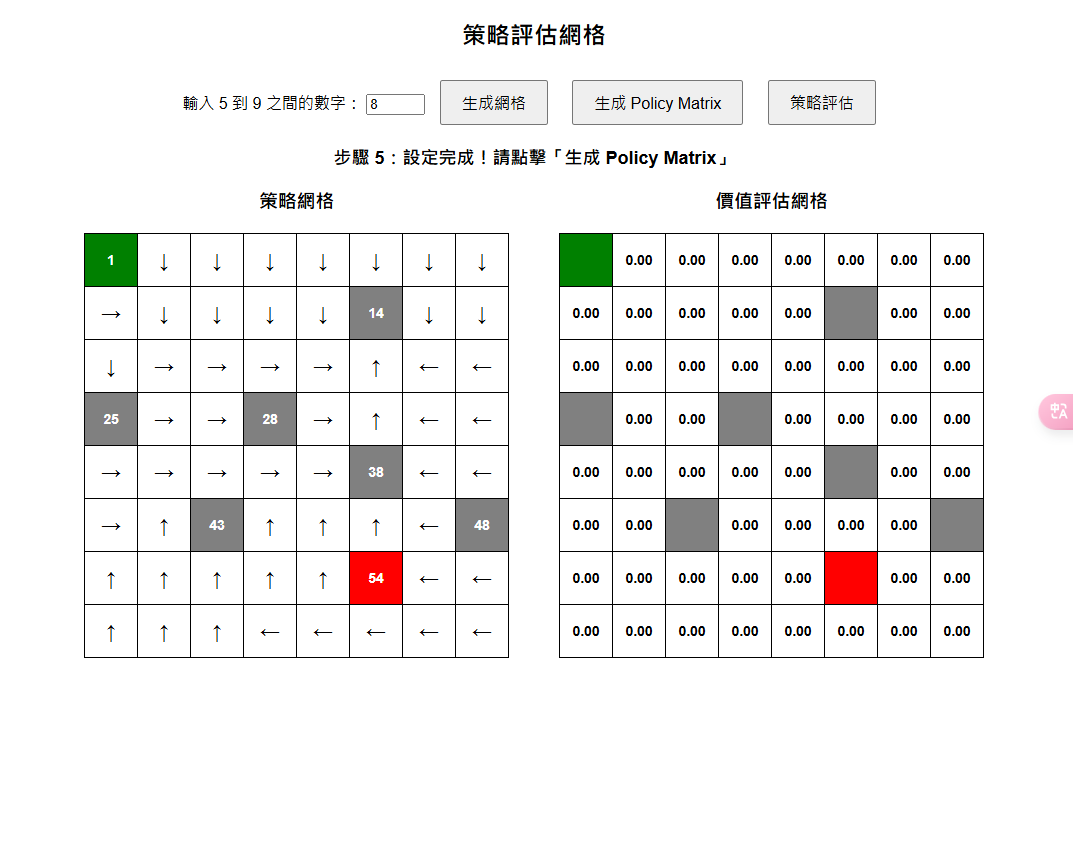 策略評估網格
輸入 5 到 9 之間的數字： 8 生成網格 生成 Policy Matrix 策略評估
步驟 5：設定完成！請點擊「生成 Policy Matrix」
策略網格 價值評估網格
1 ↓ ↓ ↓ ↓ ↓ ↓ ↓ 0.00 0.00 0.00 0.00 0.00 0.00 0.00
→ ↓ ↓ ↓ ↓ 14 ↓ ↓ 0.00 0.00 0.00 0.00 0.00 0.00 0.00
↓ → → → → ↑ ← ← 0.00 0.00 0.00 0.00 0.00 0.00 0.00 0.00
25 → → 28 → ↑ ← ← 0.00 0.00 0.00 0.00 0.00 0.00
→ → → → → 38 ← ← 0.00 0.00 0.00 0.00 0.00 0.00 0.00
→ ↑ 43 ↑ ↑ ↑ ← 48 0.00 0.00 0.00 0.00 0.00 0.00
↑ ↑ ↑ ↑ ↑ 54 ← ← 0.00 0.00 0.00 0.00 0.00 0.00 0.00
↑ ↑ ↑ ← ← ← ← ← 0.00 0.00 0.00 0.00 0.00 0.00 0.00 0.00